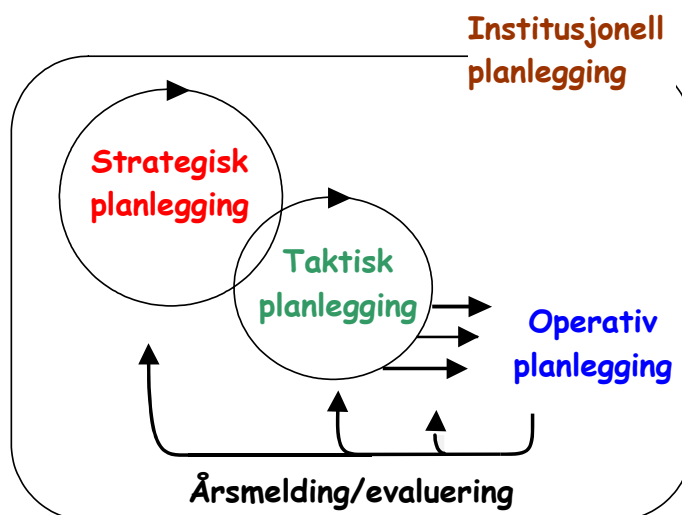 Institusjonell
planlegging
Strategisk
planlegging
Taktisk
planlegging
Operativ
planlegging
Årsmelding/evaluering